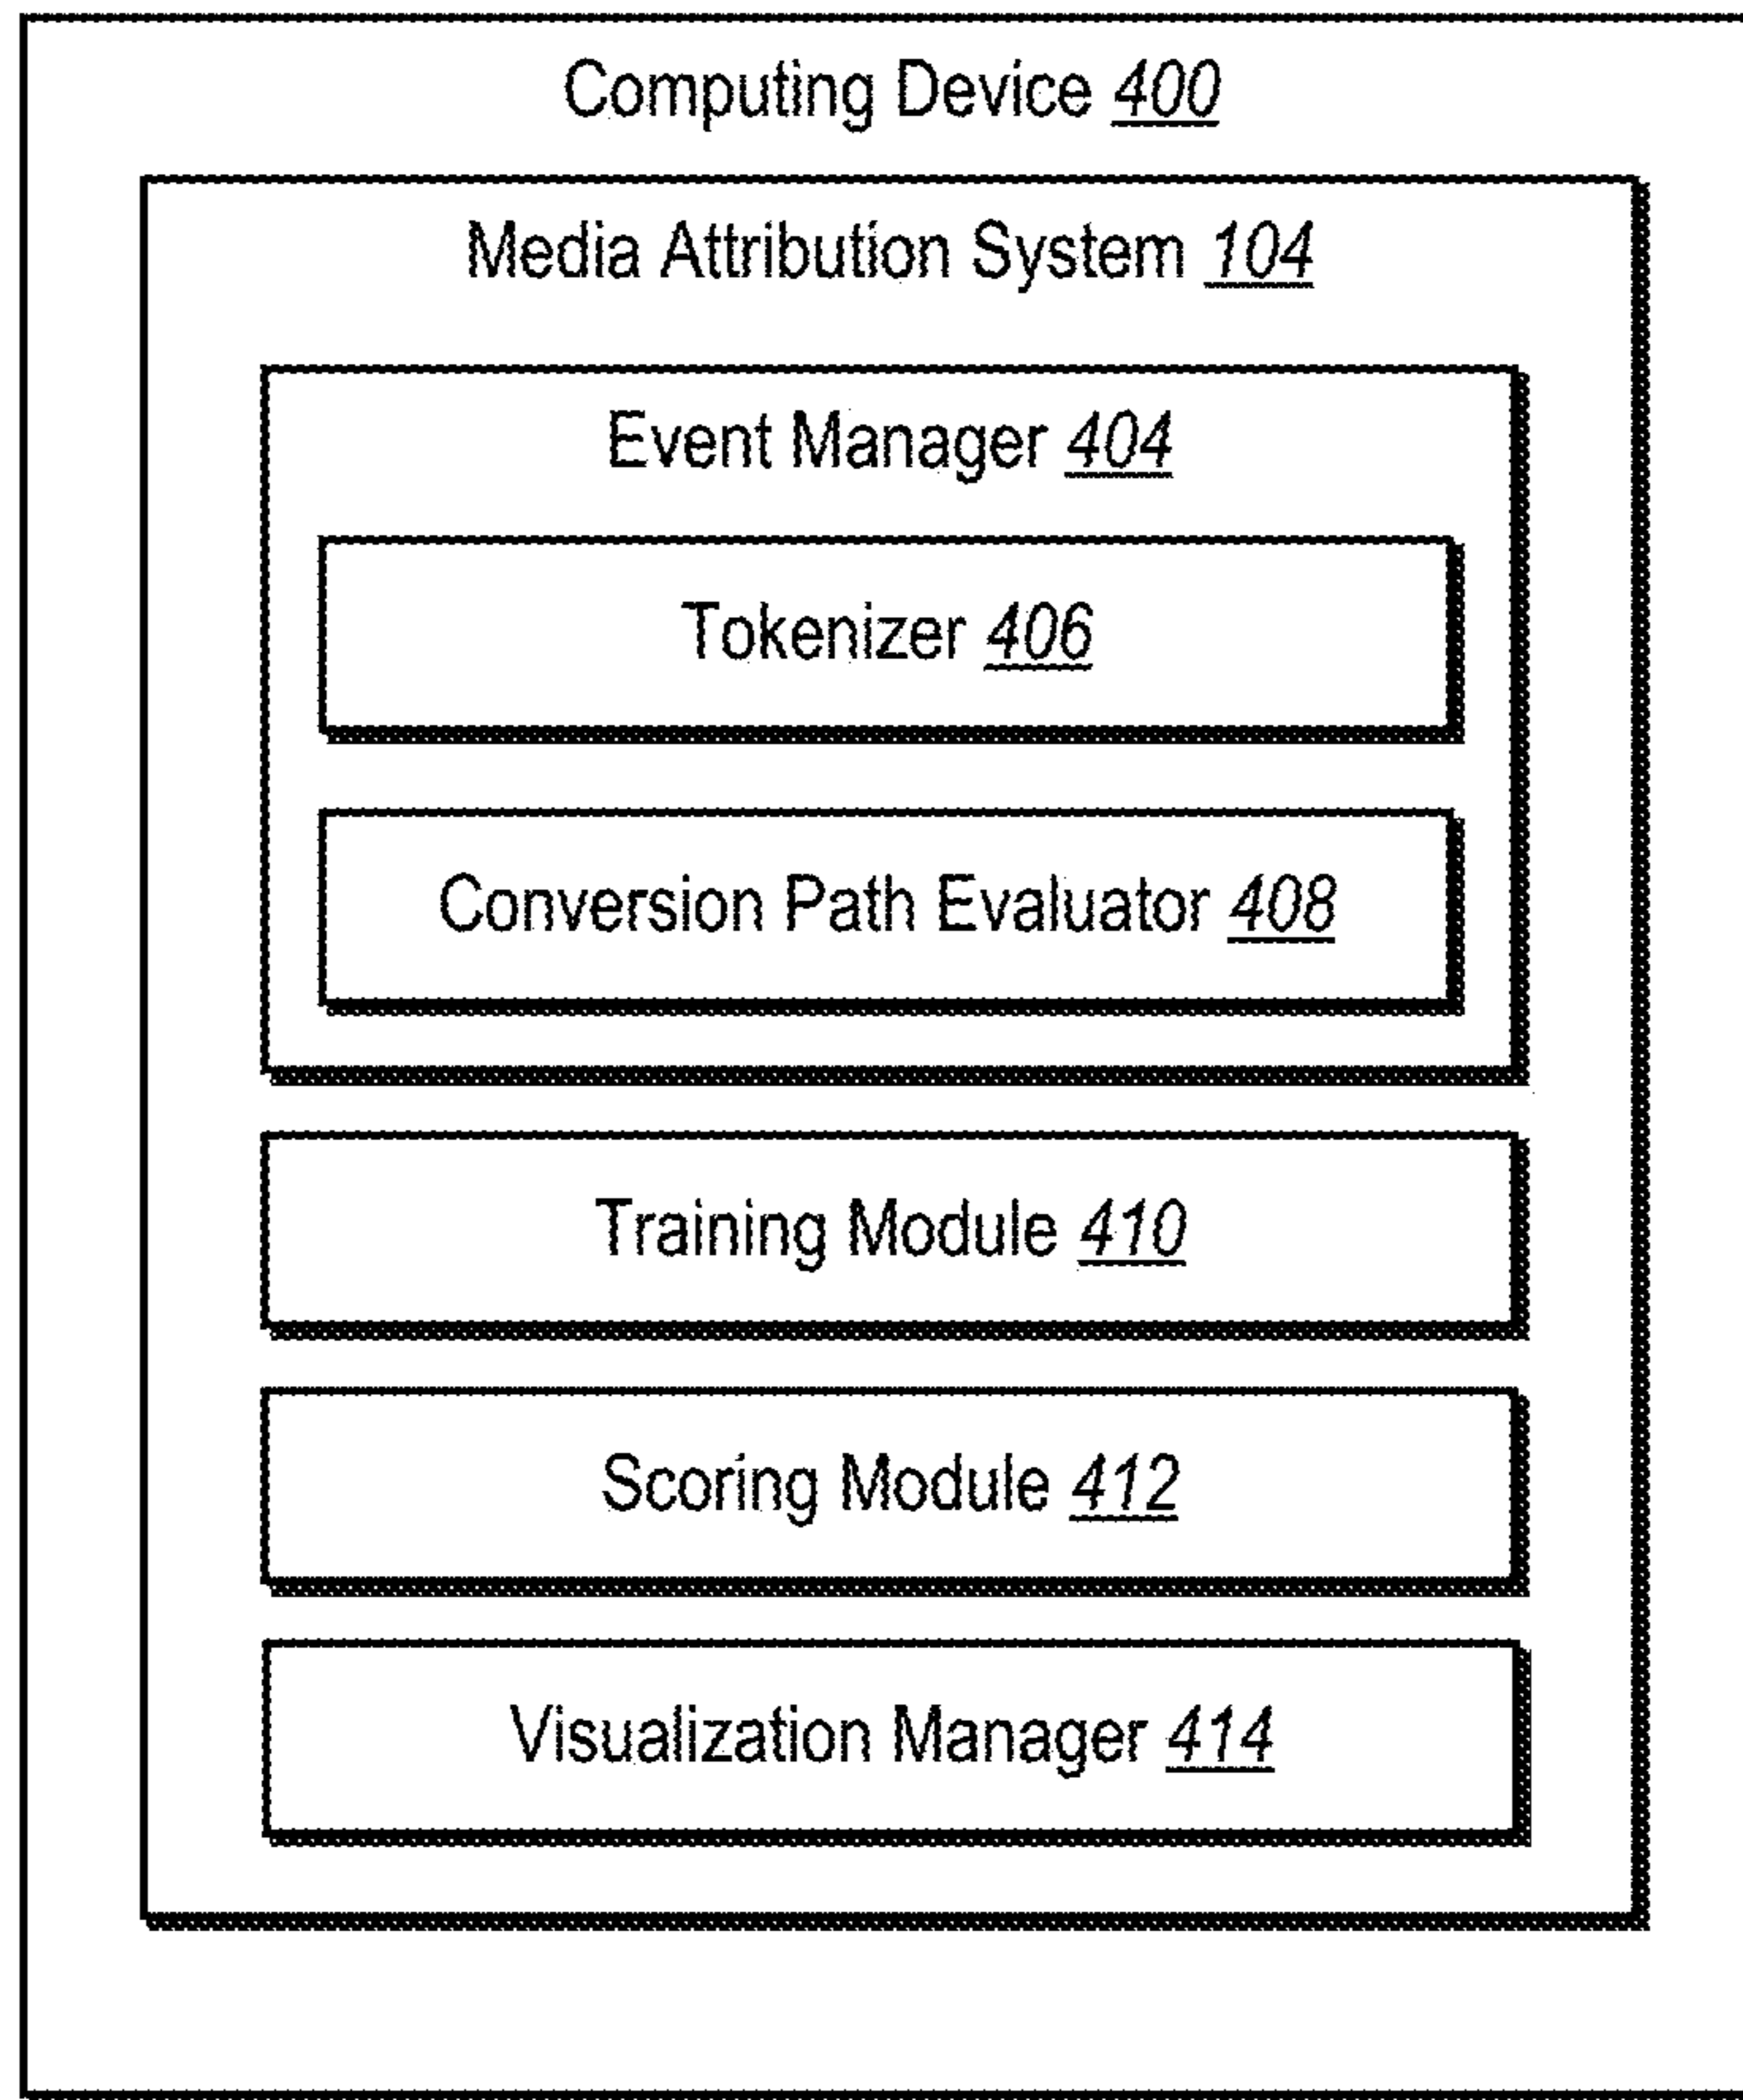 Computing Device 400
Media Attribution System 104
Event Manager 404
Tokenizer 406
Conversion Path Evaluator 408
Training Module 410
Scoring Module 412
Visualization Manager 414